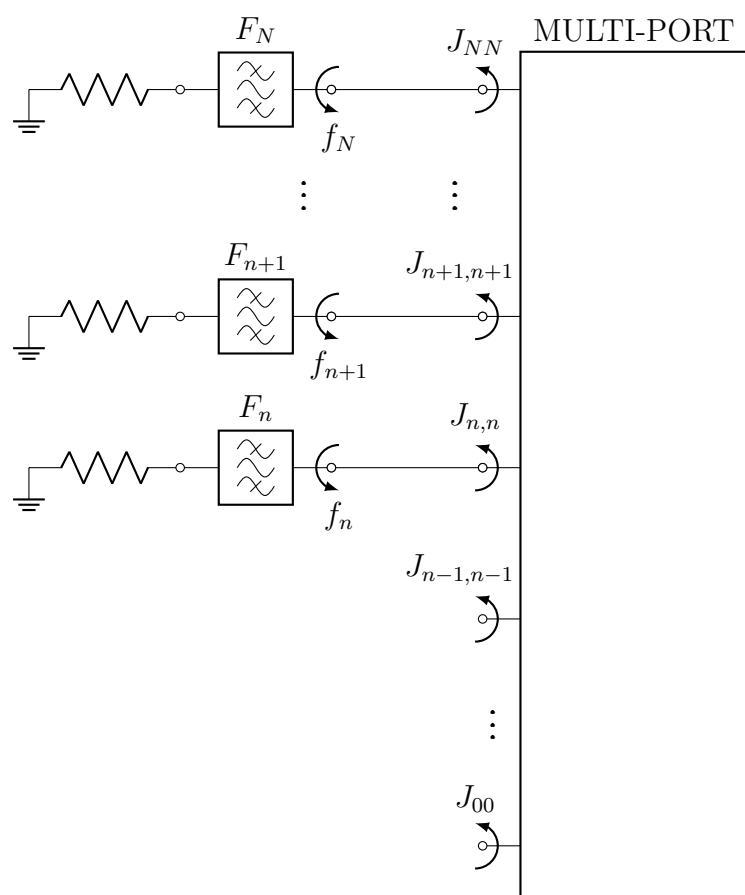 F_N
J_{NN}
MULTI-PORT
f_N
F_{n+1}
J_{n+1,n+1}
f_{n+1}
F_n
J_{n,n}
f_n
J_{n-1,n-1}
J_{00}